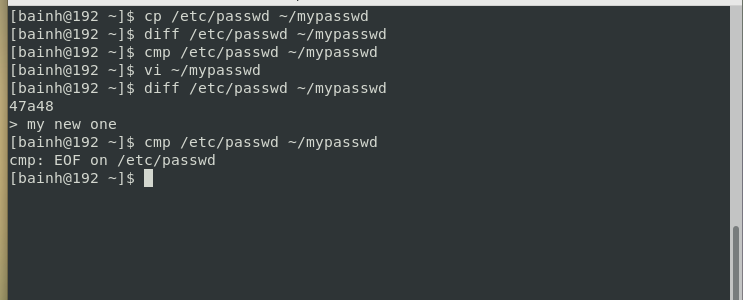 [bainh@192 ~]$ cp /etc/passwd ~/mypasswd
[bainh@192 ~]$ diff /etc/passwd ~/mypasswd
[bainh@192 ~]$ cmp /etc/passwd ~/mypasswd
[bainh@192 ~]$ vi ~/mypasswd
[bainh@192 ~]$ diff /etc/passwd ~/mypasswd
47a48
> my new one
[bainh@192 ~]$ cmp /etc/passwd ~/mypasswd
cmp: EOF on /etc/passwd
[bainh@192 ~]$